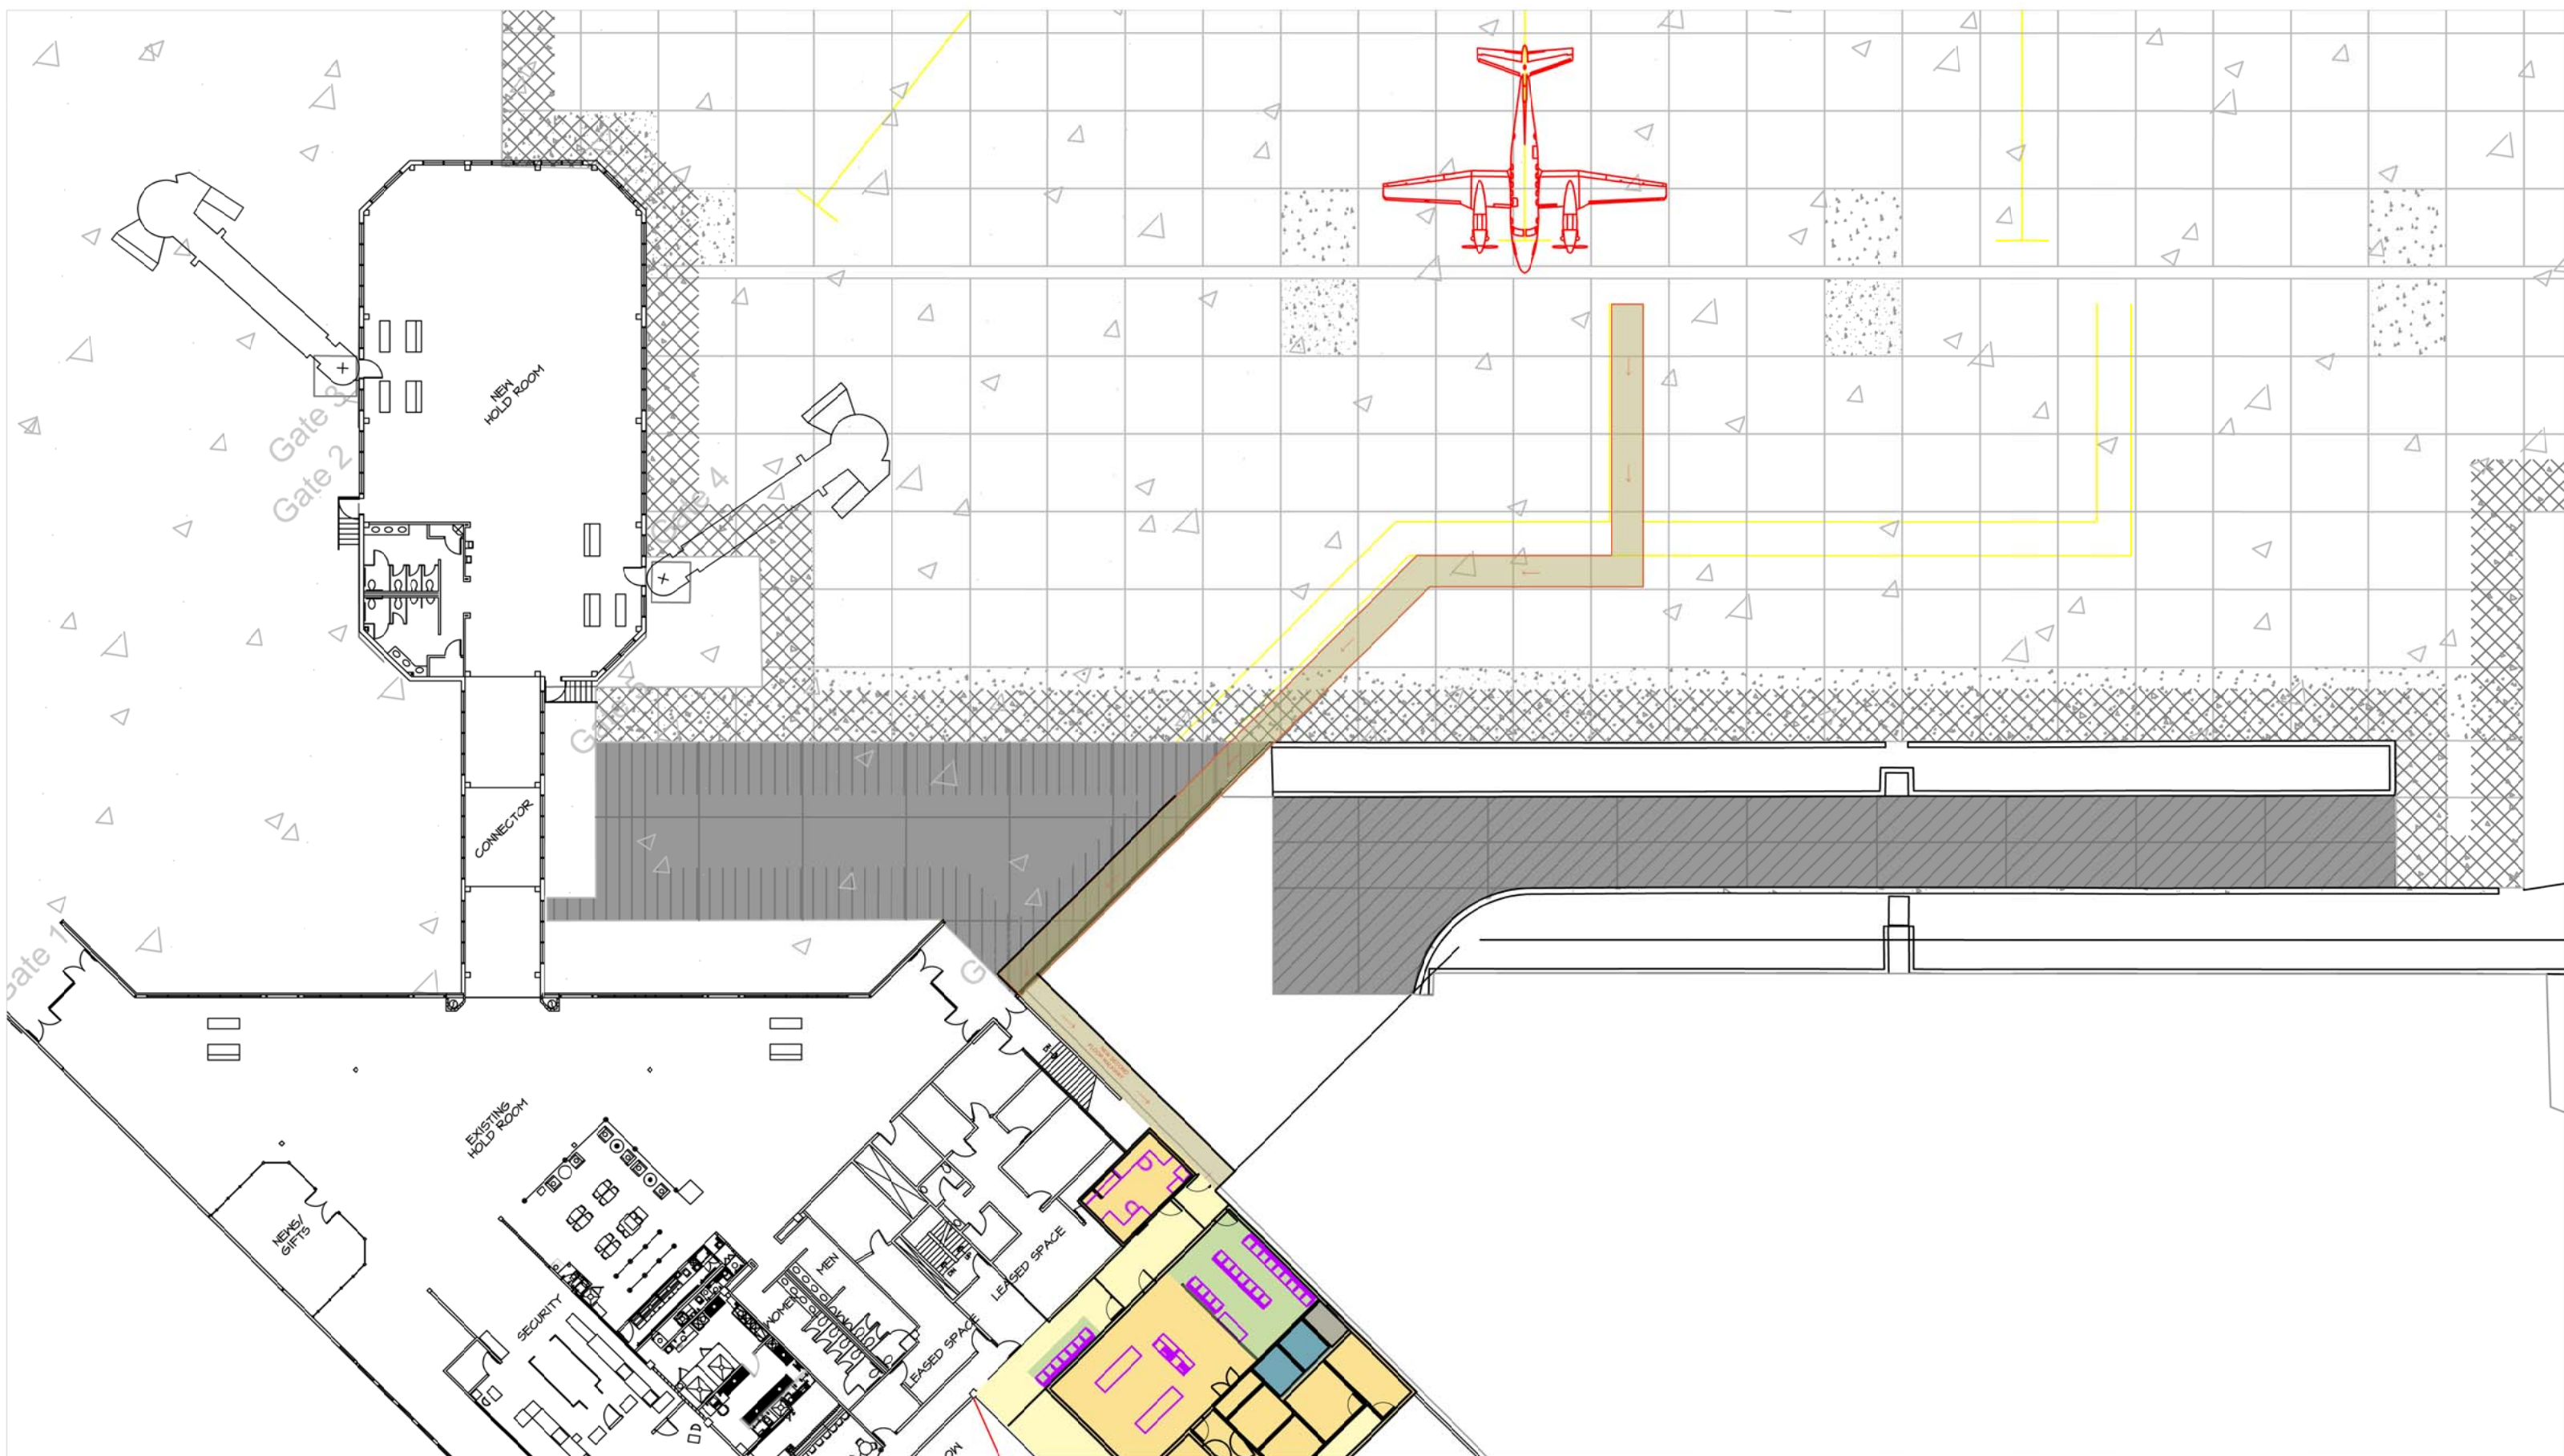 NEW
HOLD ROOM
Gate 3
Gate 2
Gate 4
CONNECTOR
Gate 1
EXISTING
HOLD ROOM
NEWS/
GIFTS
SECURITY
MEN
WOMEN
LEASED SPACE
LEASED SPACE